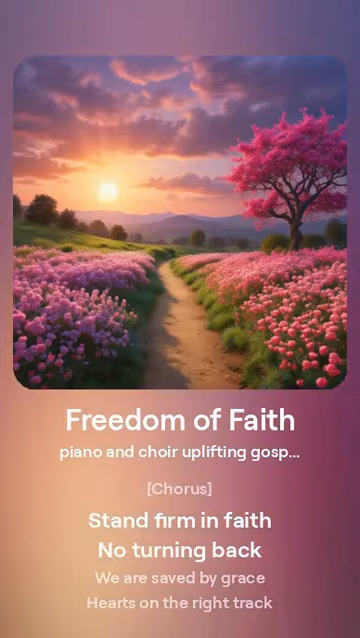 Freedom of Faith
piano and choir uplifting gosp...
[Chorus]
Stand firm in faith
No turning back
We are saved by grace
Hearts on the right track